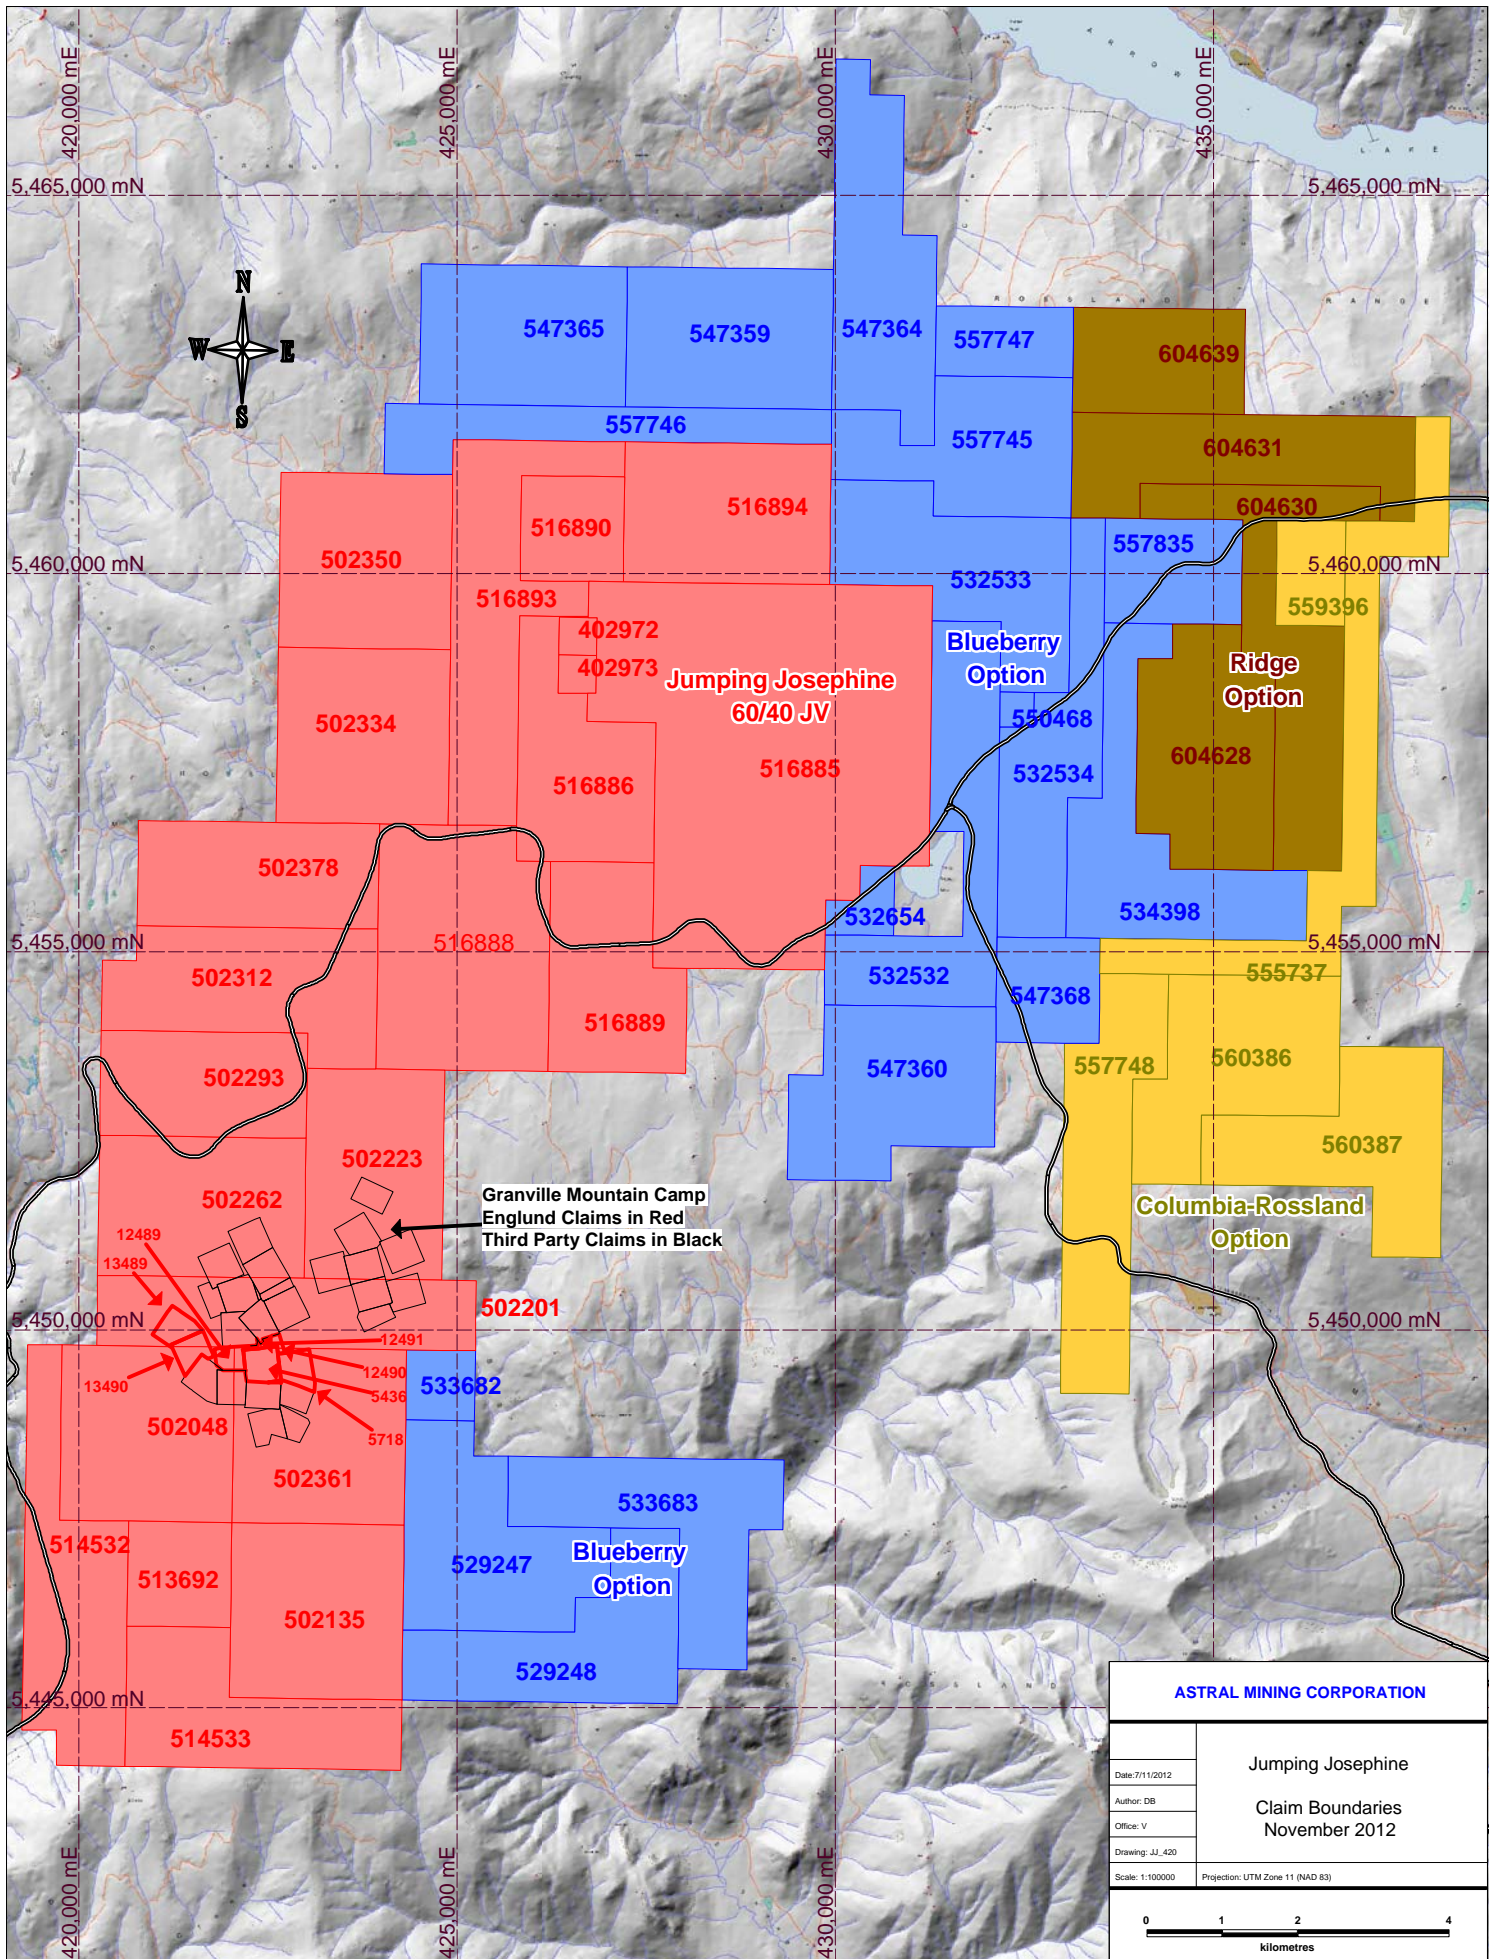 420,000 mE
425,000 mE
430,000 mE
435,000 mE
A R R O W
L A K E
R A N G E
5,465,000 mN
5,465,000 mN
N
W
E
S
R O S S L A N D
R A N G E
547365
547359
547364
557747
604639
557746
557745
604631
516890
516894
604630
502350
557835
5,460,000 mN
532533
5,460,000 mN
516893
559396
402972
Blueberry
Option
402973
Jumping Josephine
60/40 JV
Ridge
Option
502334
550468
516885
532534
604628
516886
502378
532654
534398
516888
5,455,000 mN
5,455,000 mN
502312
532532
555737
547368
516889
557748
560386
502293
547360
560387
502223
502262
Granville Mountain Camp
Englund Claims in Red
Third Party Claims in Black
Columbia-Rossland
Option
12489
13489
502201
5,450,000 mN
5,450,000 mN
12491
12490
13490
533682
5436
502048
5718
502361
533683
514532
529247
Blueberry
Option
513692
502135
529248
R O S S L A N D
5,445,000 mN
514533
420,000 mE
425,000 mE
430,000 mE
ASTRAL MINING CORPORATION
Date:7/11/2012
Author: DB
Office: V
Drawing: JJ_420
Scale: 1:100000
Jumping Josephine
Claim Boundaries
November 2012
Projection: UTM Zone 11 (NAD 83)
0 1 2 4
kilometres